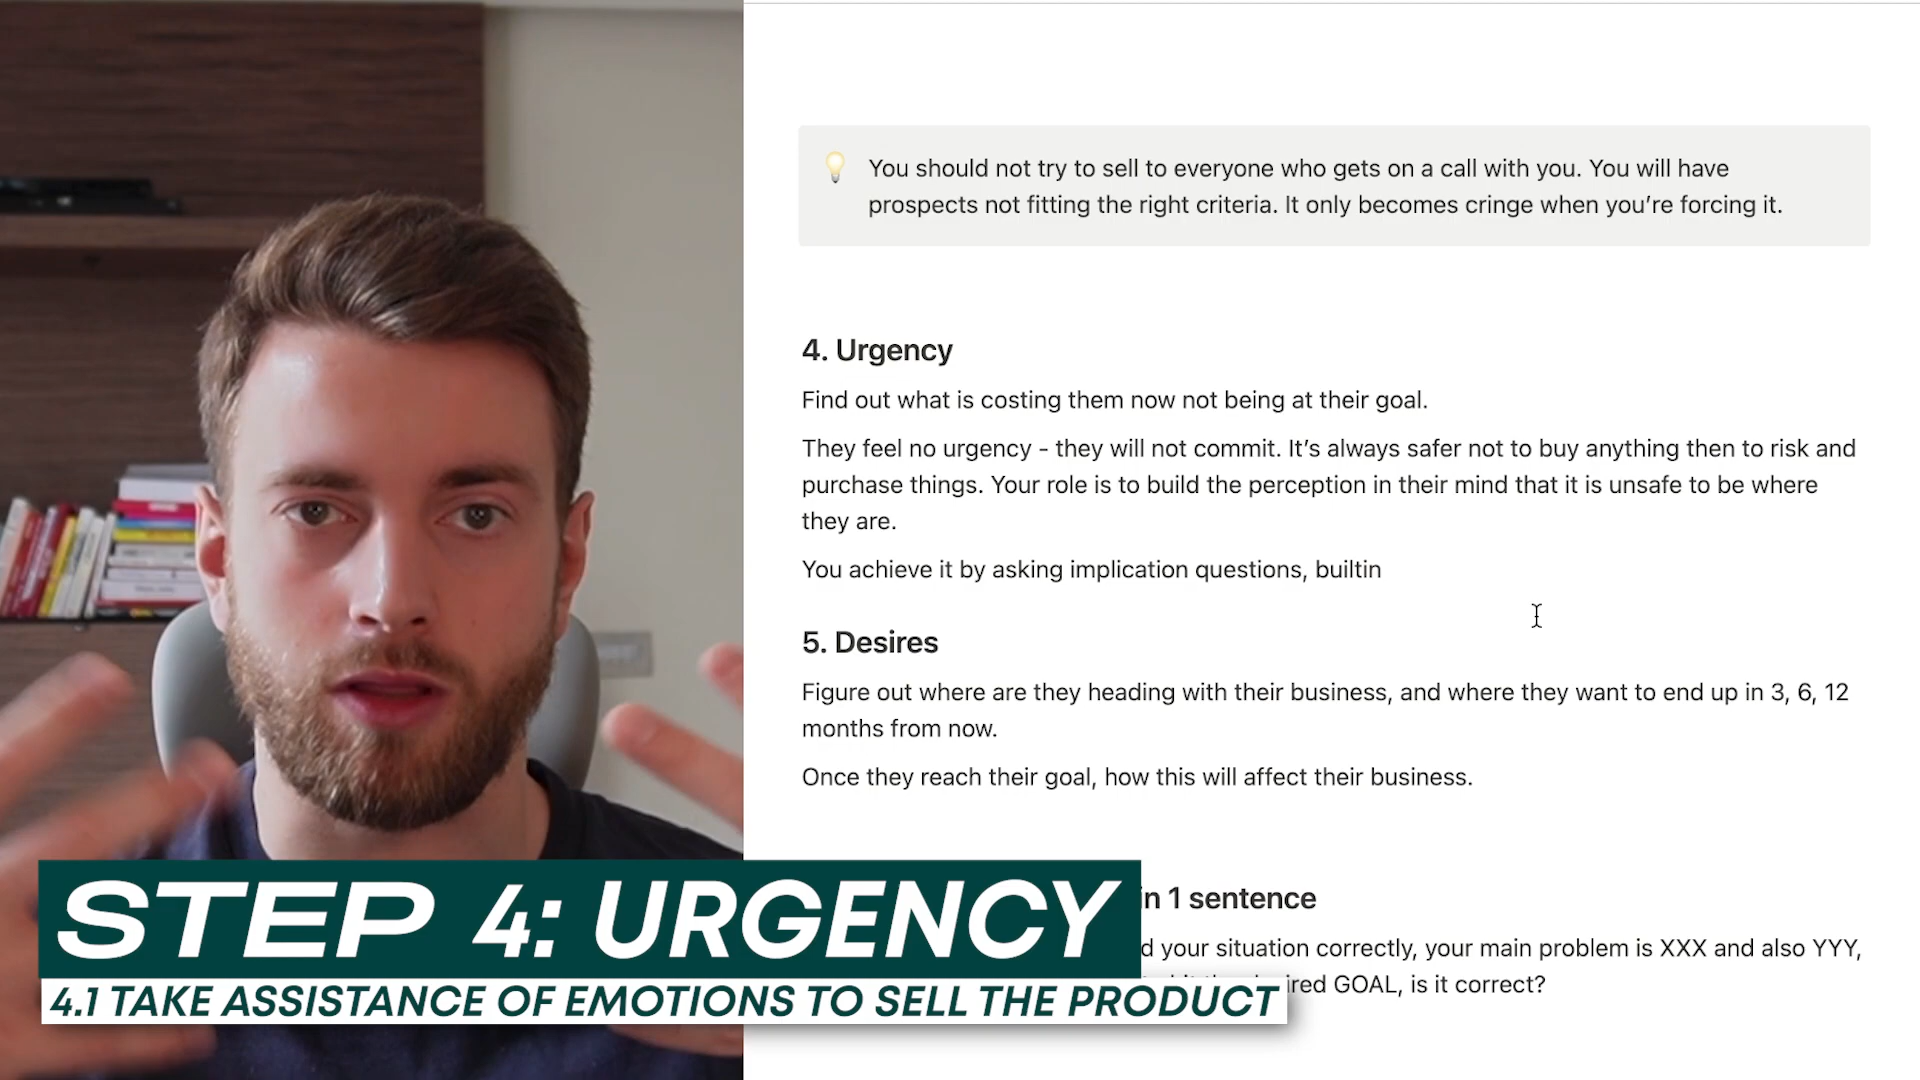 You should not try to sell to everyone who gets on a call with you. You will have
prospects not fitting the right criteria. It only becomes cringe when you’re forcing it.
4. Urgency
Find out what is costing them now not being at their goal.
They feel no urgency - they will not commit. It’s always safer not to buy anything then to risk and
purchase things. Your role is to build the perception in their mind that it is unsafe to be where
they are.
You achieve it by asking implication questions, builtin
5. Desires
Figure out where are they heading with their business, and where they want to end up in 3, 6, 12
months from now.
Once they reach their goal, how this will affect their business.
in 1 sentence
your situation correctly, your main problem is XXX and also YYY,
GOAL, is it correct?
STEP 4: URGENCY
4.1 TAKE ASSISTANCE OF EMOTIONS TO SELL THE PRODUCT